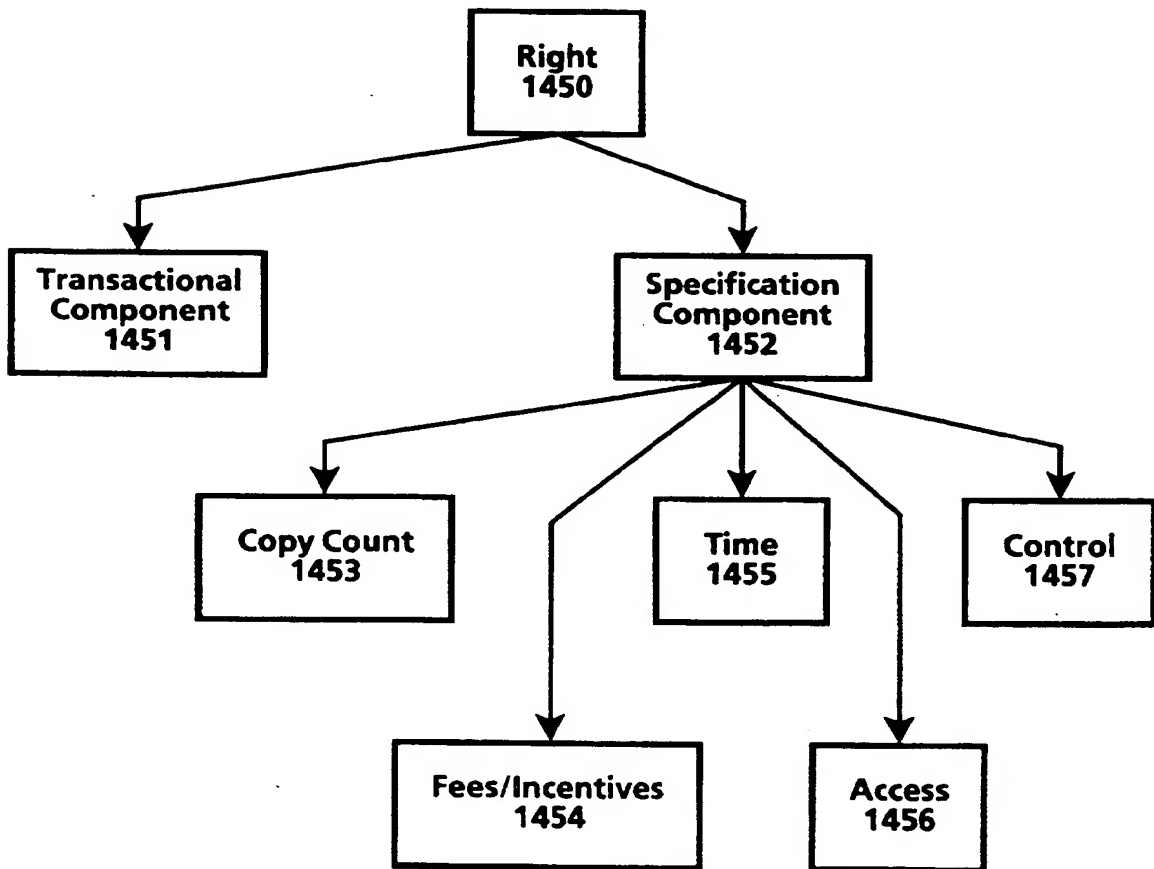 Right
1450
Transactional
Component
1451
Specification
Component
1452
Copy Count
1453
Time
1455
Control
1457
Fees/Incentives
1454
Access
1456